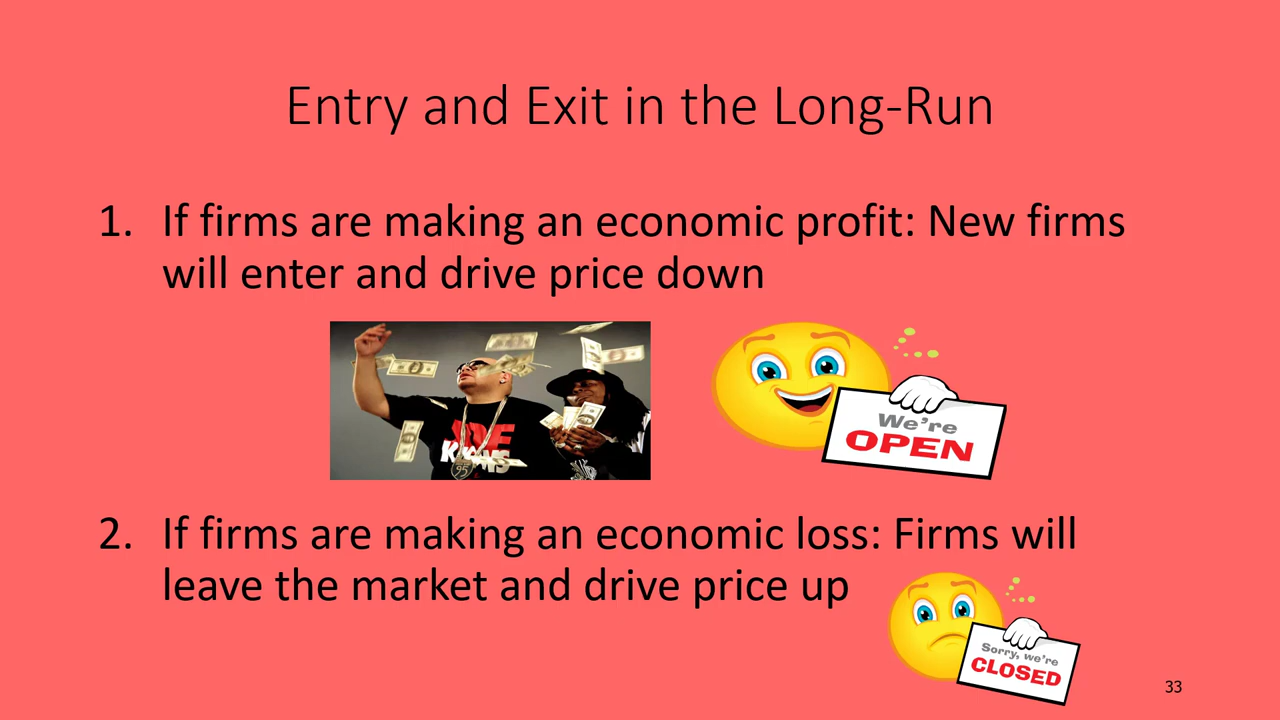 Entry and Exit in the Long-Run
1. If firms are making an economic profit: New firms
will enter and drive price down
We're
OPEN
2. If firms are making an economic loss: Firms will
leave the market and drive price up
Sorry, we're
CLOSED
33